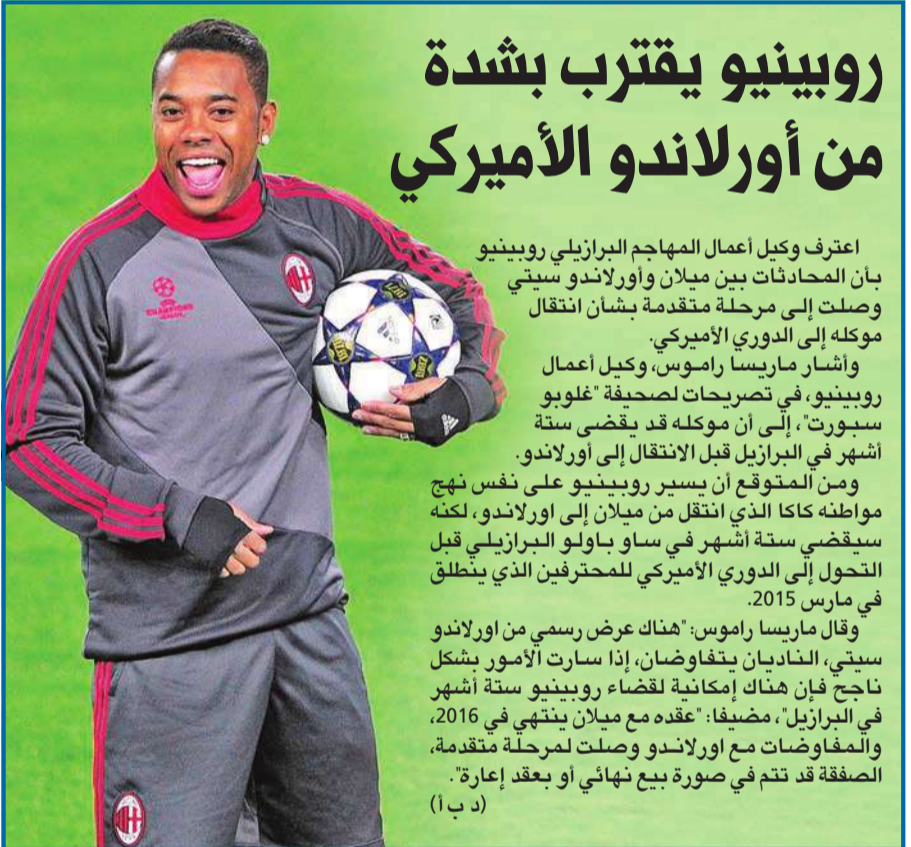 روبينيو يقترب بشدة
من أورلاندو الأميركي
اعترف وكيل أعمال المهاجم البرازيلي روبينيو
بأن المحادثات بين ميلان وأورلاندو سيتي
وصلت إلى مرحلة متقدمة بشأن انتقال
موكله إلى الدوري الأميركي.
وأشار ماريسا راموس، وكيل أعمال
روبينيو، في تصريحات لصحيفة "غلوبو
سبورت"، إلى أن موكله قد يقضى ستة
أشهر في البرازيل قبل الانتقال إلى أورلاندو.
ومن المتوقع أن يسير روبينيو على نفس نهج
مواطنه كاكا الذي انتقل من ميلان إلى اورلاندو، لكنه
سيقضي ستة أشهر في ساو باولو البرازيلي قبل
التحول إلى الدوري الأميركي للمحترفين الذي ينطلق
في مارس 2015.
وقال ماريسا راموس: "هناك عرض رسمي من اورلاندو
سيتي، الناديان يتفاوضان، إذا سارت الأمور بشكل
ناجح فإن هناك إمكانية لقضاء روبينيو ستة أشهر
في البرازيل"، مضيفا: "عقده مع ميلان ينتهي في 2016،
والمفاوضات مع اورلاندو وصلت لمرحلة متقدمة،
الصفقة قد تتم في صورة بيع نهائي أو بعقد إعارة".
(د ب أ)
CHAMPIONS
LEAGUE
adidas